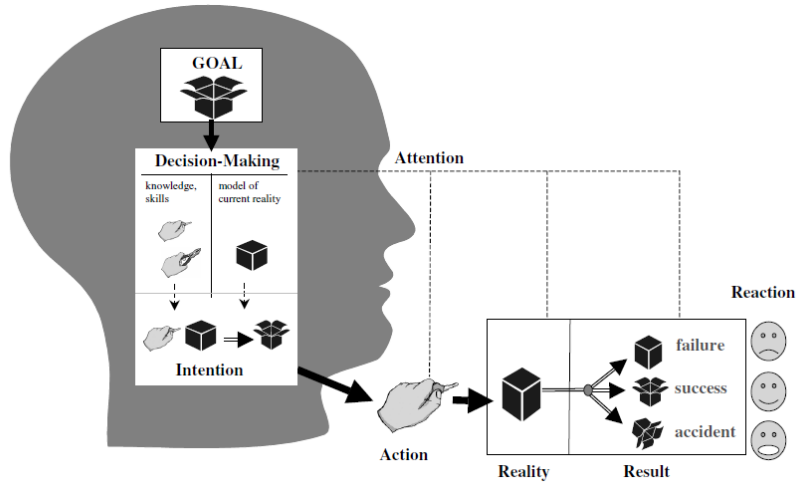 GOAL
Decision-Making
knowledge,
skills
model of
current reality
Intention
Attention
Action
Reality
Result
failure
success
accident
Reaction